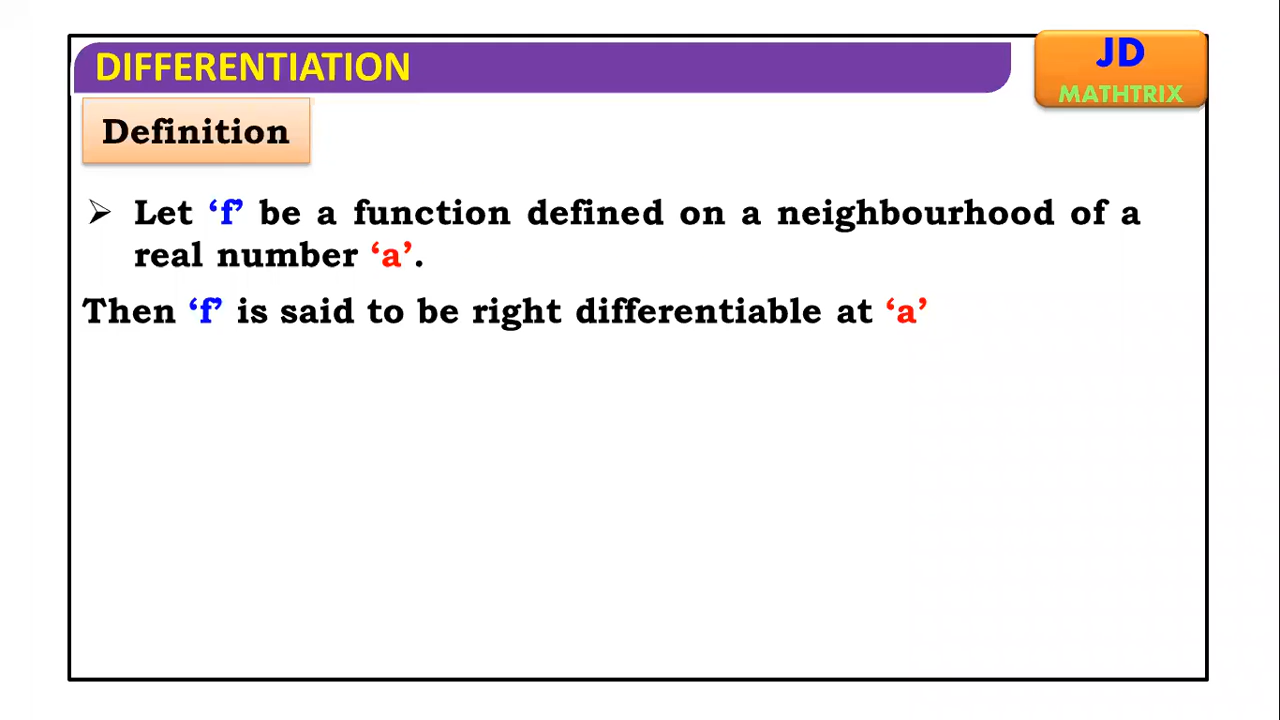 DIFFERENTIATION
JD
MATHTRIX
Definition
➢ Let ‘f’ be a function defined on a neighbourhood of a
real number ‘a’.
Then ‘f’ is said to be right differentiable at ‘a’